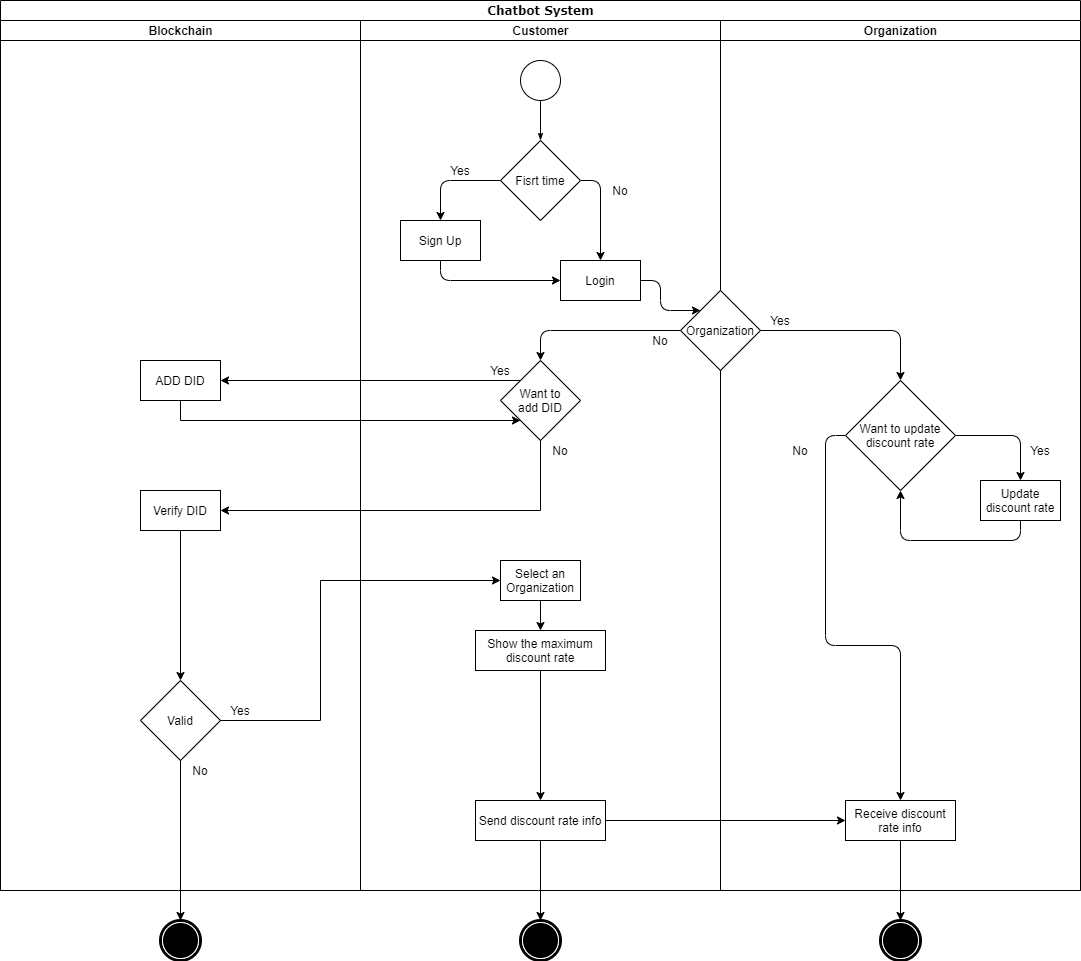 Chatbot System
Blockchain
Customer
Organization
Fisrt time
Yes
No
Sign Up
Login
Organization
Yes
No
Want to
add DID
Yes
ADD DID
No
Want to update
discount rate
No
Yes
Update
discount rate
Verify DID
Select an
Organization
Show the maximum
discount rate
Valid
Yes
No
Send discount rate info
Receive discount
rate info